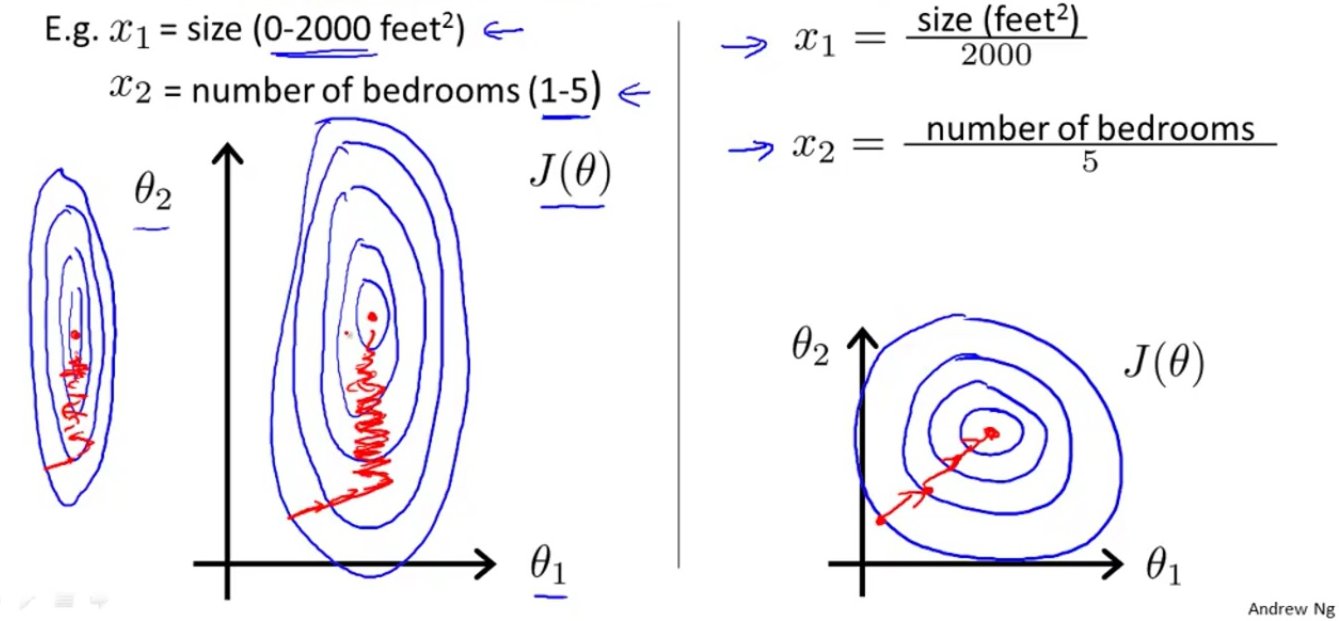 E.g. x₁ = size (0-2000 feet²) ←
x₂ = number of bedrooms (1-5) ←
θ₂
J(θ)
θ₁
→ x₁ = size (feet²)
2000
→ x₂ = number of bedrooms
5
θ₂
J(θ)
θ₁
Andrew Ng